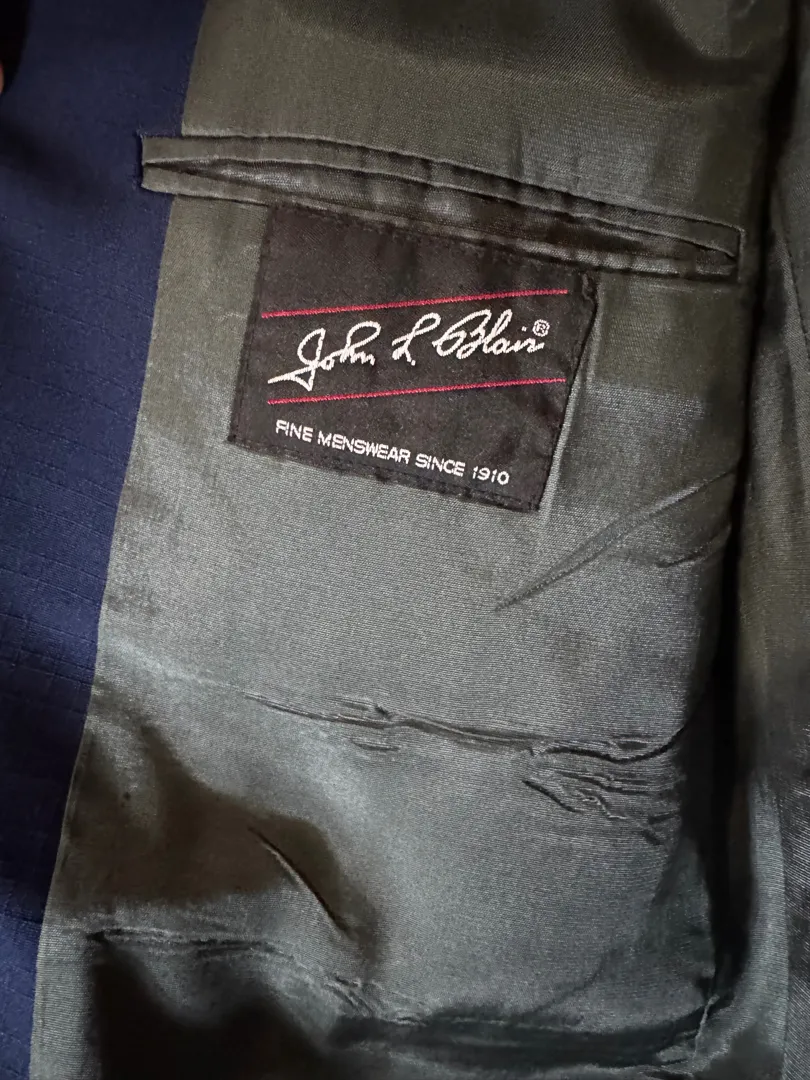 John L. Blair®
FINE MENSWEAR SINCE 1910